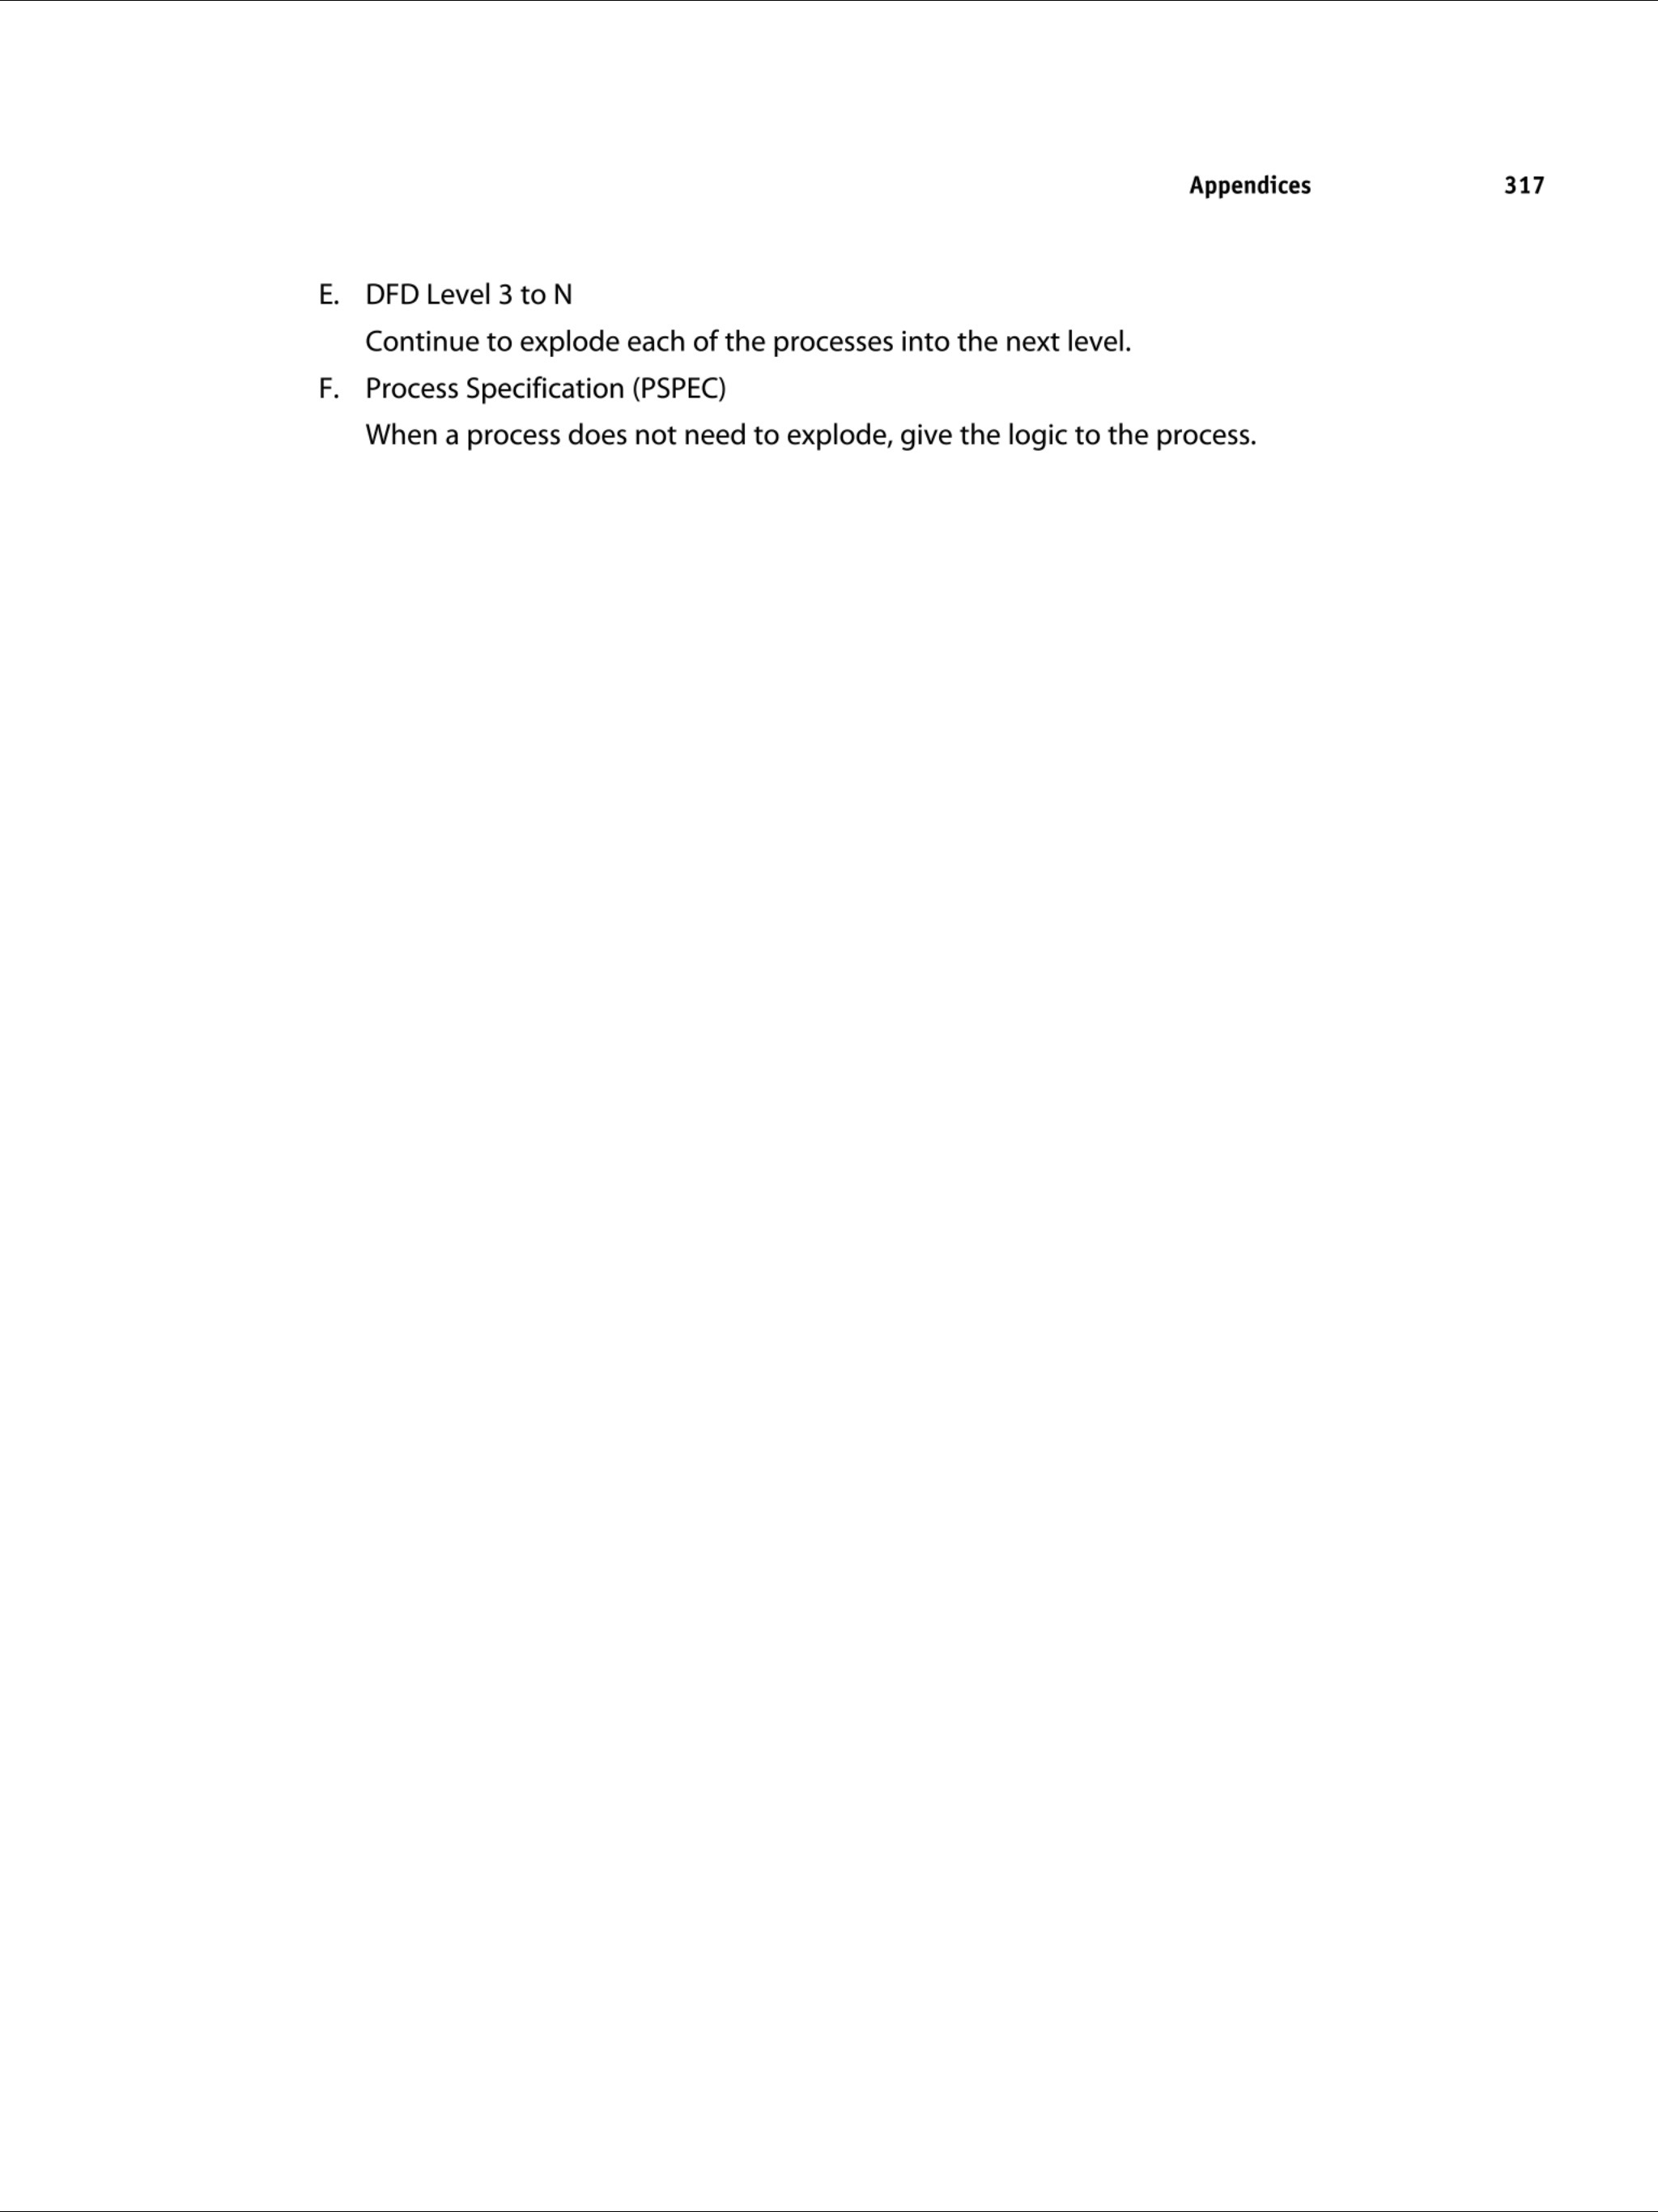 Appendices 317
E. DFD Level 3 to N
Continue to explode each of the processes into the next level.
F. Process Specification (PSPEC)
When a process does not need to explode, give the logic to the process.